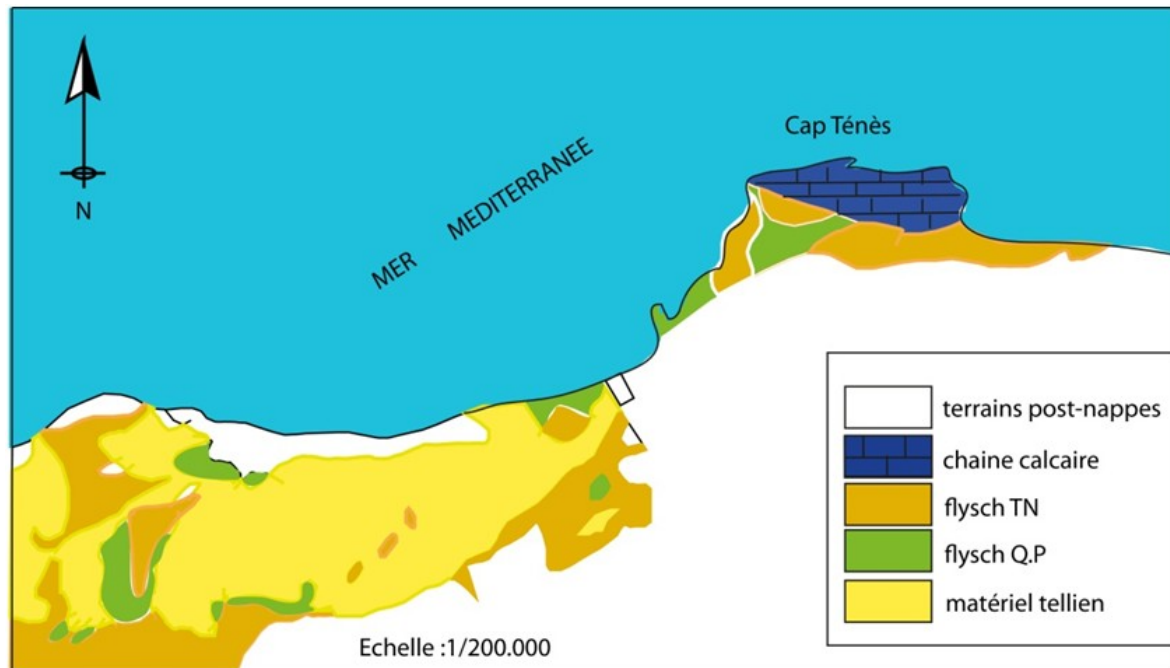 Cap Ténès
MER MEDITERRANEE
N
terrains post-nappes
chaine calcaire
flysch TN
flysch Q.P
matériel tellien
Echelle :1/200.000